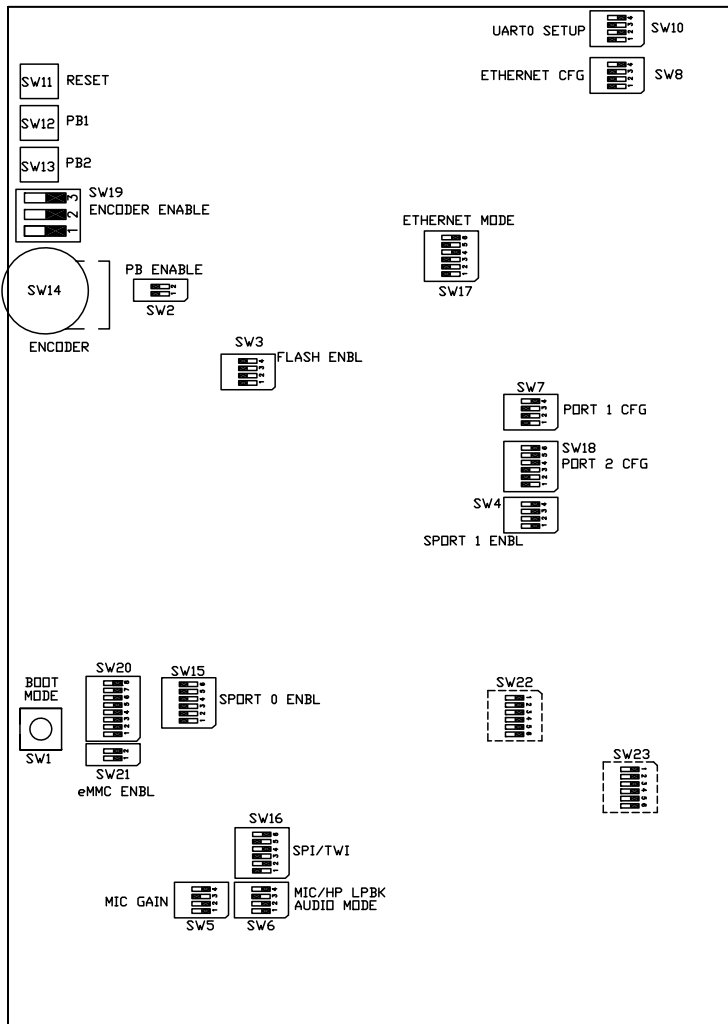 UART0 SETUP
SW10
ETHERNET CFG
SW8
SW11
RESET
SW12
PB1
SW13
PB2
SW19
ENCODER ENABLE
3
2
1
ETHERNET MODE
SW17
SW14
ENCODER
PB ENABLE
SW2
SW3
FLASH ENBL
SW7
PORT 1 CFG
SW18
PORT 2 CFG
SW4
SPORT 1 ENBL
BOOT
MODE
SW1
SW20
SW15
SPORT 0 ENBL
SW21
eMMC ENBL
SW22
SW23
SW16
SPI/TWI
MIC GAIN
SW5
SW6
MIC/HP LPBK
AUDIO MODE